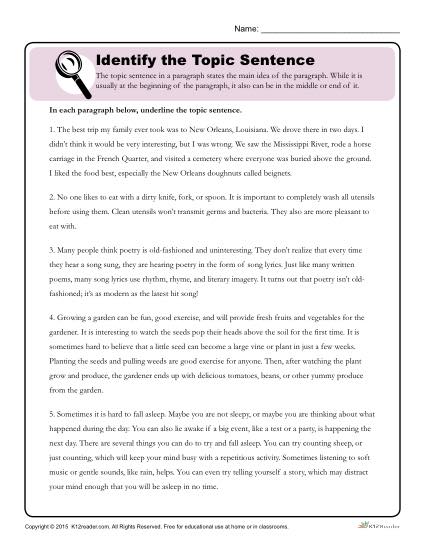 Name: ____________________________
Identify the Topic Sentence
The topic sentence in a paragraph states the main idea of the paragraph. While it is
usually at the beginning of the paragraph, it also can be in the middle or end of it.
In each paragraph below, underline the topic sentence.
1. The best trip my family ever took was to New Orleans, Louisiana. We drove there in two days. I
didn't think it would be very interesting, but I was wrong. We saw the Mississippi River, rode a horse
carriage in the French Quarter, and visited a cemetery where everyone was buried above the ground.
I liked the food best, especially the New Orleans doughnuts called beignets.
2. No one likes to eat with a dirty knife, fork, or spoon. It is important to completely wash all utensils
before using them. Clean utensils won't transmit germs and bacteria. They also are more pleasant to
eat with.
3. Many people think poetry is old-fashioned and uninteresting. They don't realize that every time
they hear a song sung, they are hearing poetry in the form of song lyrics. Just like many written
poems, many song lyrics use rhythm, rhyme, and literary imagery. It turns out that poetry isn't old-
fashioned; it's as modern as the latest hit song!
4. Growing a garden can be fun, good exercise, and will provide fresh fruits and vegetables for the
gardener. It is interesting to watch the seeds pop their heads above the soil for the first time. It is
sometimes hard to believe that a little seed can become a large vine or plant in just a few weeks.
Planting the seeds and pulling weeds are good exercise for anyone. Then, after watching the plant
grow and produce, the gardener ends up with delicious tomatoes, beans, or other yummy produce
from the garden.
5. Sometimes it is hard to fall asleep. Maybe you are not sleepy, or maybe you are thinking about what
happened during the day. You can also lie awake if a big event, like a test or a party, is happening the
next day. There are several things you can do to try and fall asleep. You can try counting sheep, or
just counting, which will keep your mind busy with a repetitious activity. Sometimes listening to soft
music or gentle sounds, like rain, helps. You can even try telling yourself a story, which may distract
your mind enough that you will be asleep in no time.
Copyright © 2015 K12reader.com. All Rights Reserved. Free for educational use at home or in classrooms.
K12Reader